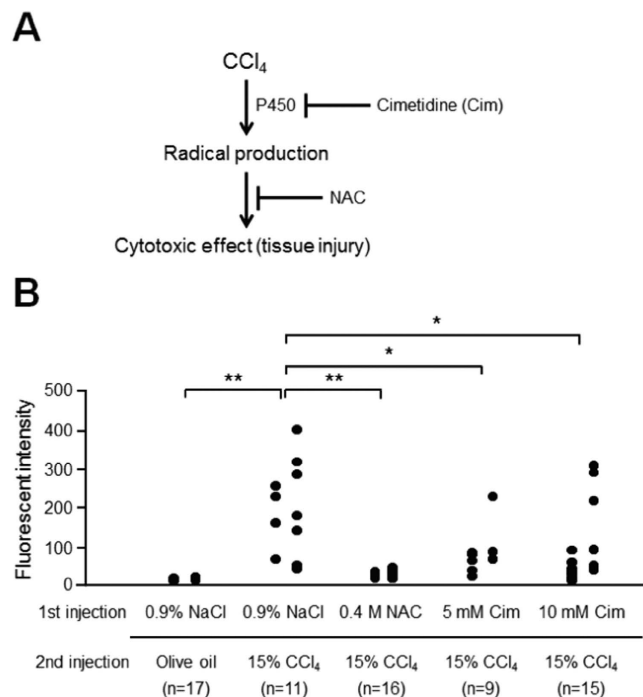 A
CCl₄
P450
Cimetidine (Cim)
Radical production
NAC
Cytotoxic effect (tissue injury)
B
*
*
** **
500
400
300
200
100
0
Fluorescent intensity
1st injection 0.9% NaCl 0.9% NaCl 0.4 M NAC 5 mM Cim 10 mM Cim
2nd injection Olive oil 15% CCl₄ 15% CCl₄ 15% CCl₄ 15% CCl₄
(n=17) (n=11) (n=16) (n=9) (n=15)